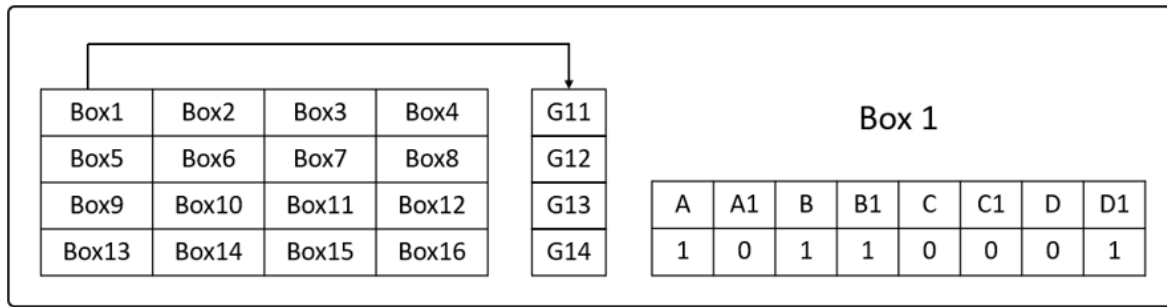 Box1 Box2 Box3 Box4 G11
Box 1
Box5 Box6 Box7 Box8 G12
Box9 Box10 Box11 Box12 G13 A A1 B B1 C C1 D D1
Box13 Box14 Box15 Box16 G14 1 0 1 1 0 0 0 1